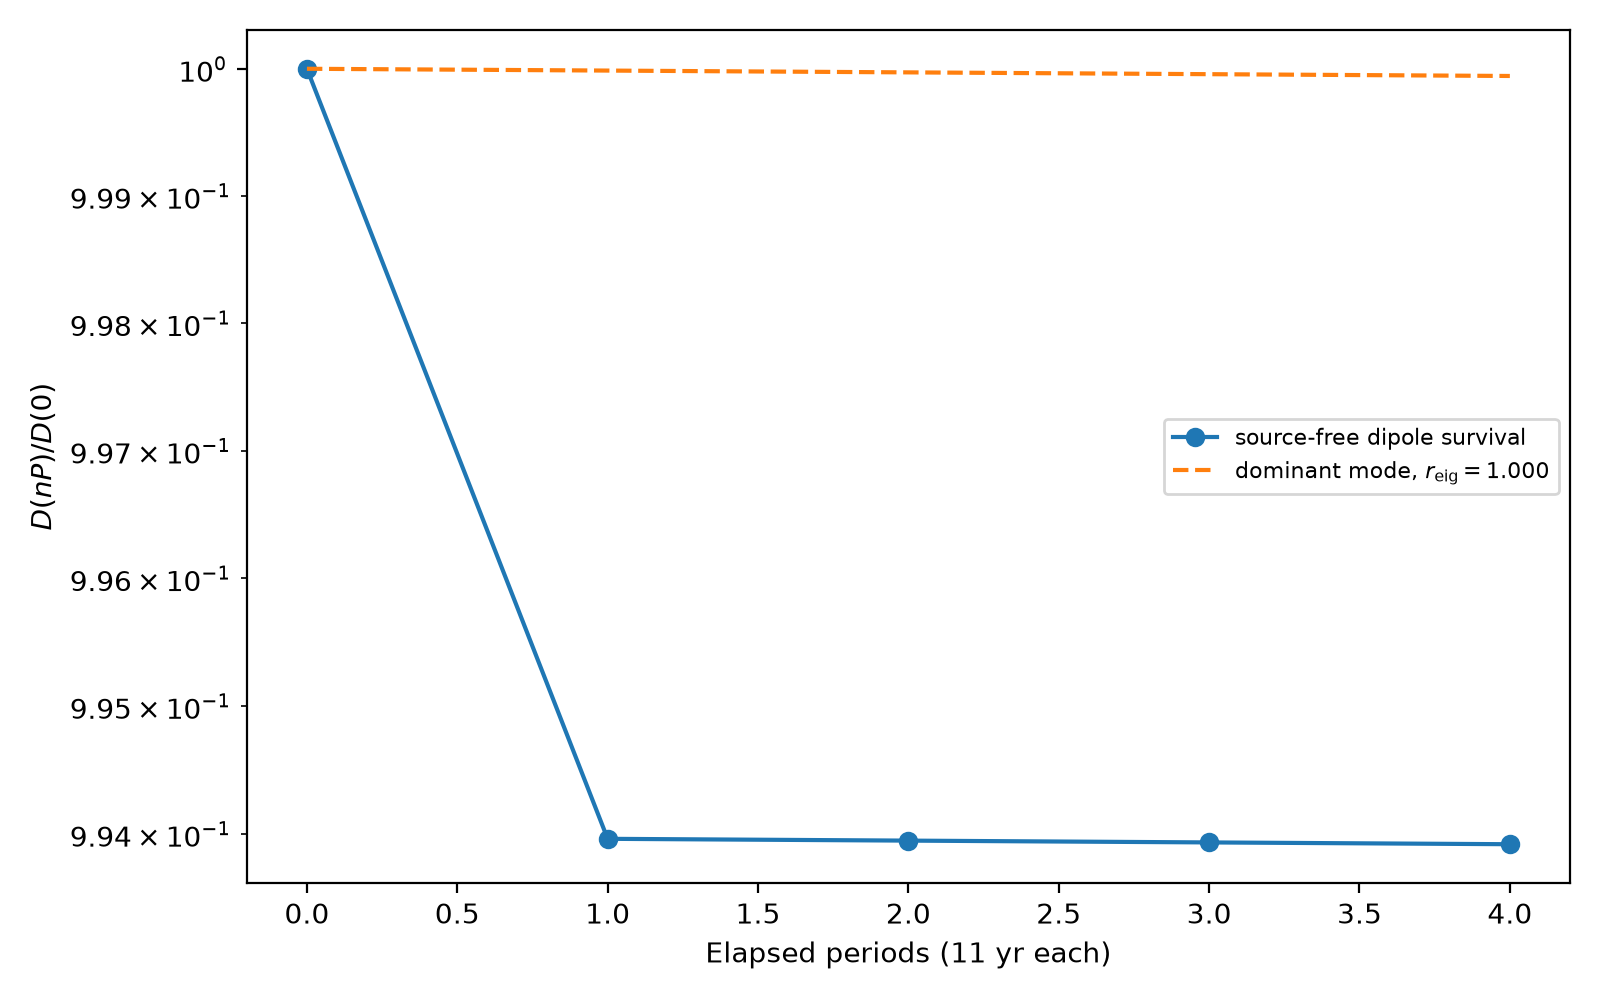 10⁰
9.99 × 10⁻¹
9.98 × 10⁻¹
9.97 × 10⁻¹
9.96 × 10⁻¹
9.95 × 10⁻¹
9.94 × 10⁻¹
D(nP)/D(0)
source-free dipole survival
dominant mode, r_eig = 1.000
0.0 0.5 1.0 1.5 2.0 2.5 3.0 3.5 4.0
Elapsed periods (11 yr each)